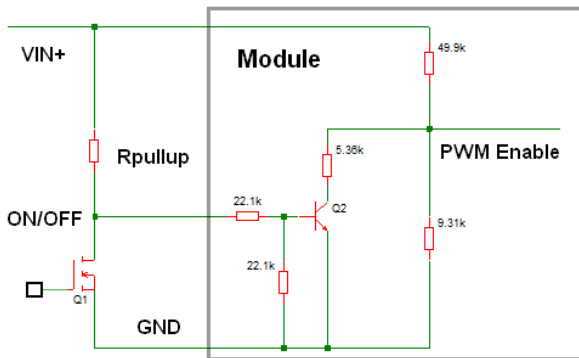 VIN+
Module
49.9k
Rpullup
5.36k
PWM Enable
ON/OFF
22.1k
Q2
9.31k
22.1k
Q1
GND